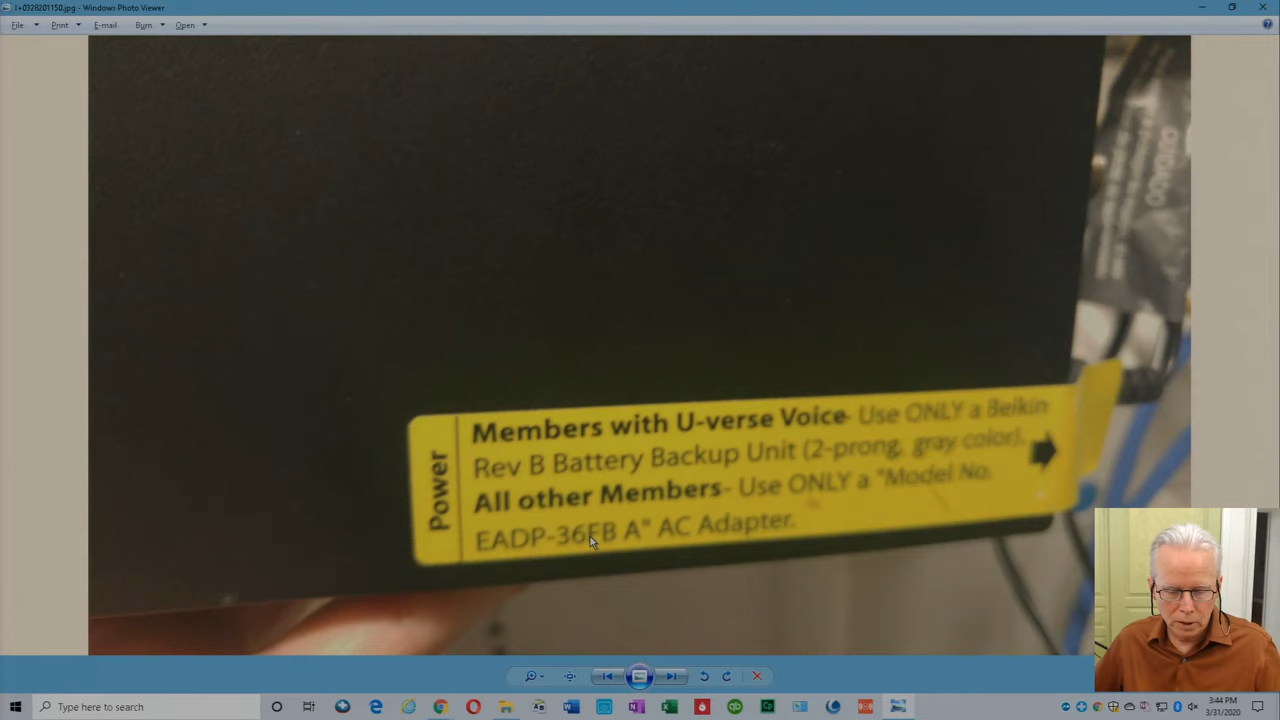 I+0328201150.jpg - Windows Photo Viewer
File Print E-mail Burn Open
OUTDOO
Power
Members with U-verse Voice- Use ONLY a Belkin
Rev B Battery Backup Unit (2-prong, gray color).
All other Members- Use ONLY a "Model No.
EADP-36FB A" AC Adapter.
Type here to search
3:44 PM
3/31/2020